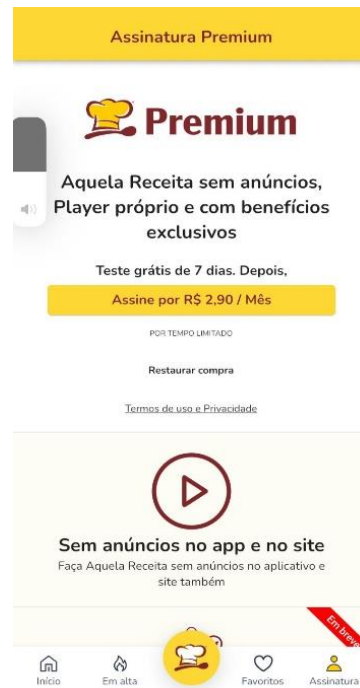 Assinatura Premium
Premium
Aquela Receita sem anúncios,
Player próprio e com benefícios
exclusivos
Teste grátis de 7 dias. Depois,
Assine por R$ 2,90 / Mês
POR TEMPO LIMITADO
Restaurar compra
Termos de uso e Privacidade
Sem anúncios no app e no site
Faça Aquela Receita sem anúncios no aplicativo e
site também
Em breve
Início
Em alta
Favoritos
Assinatura